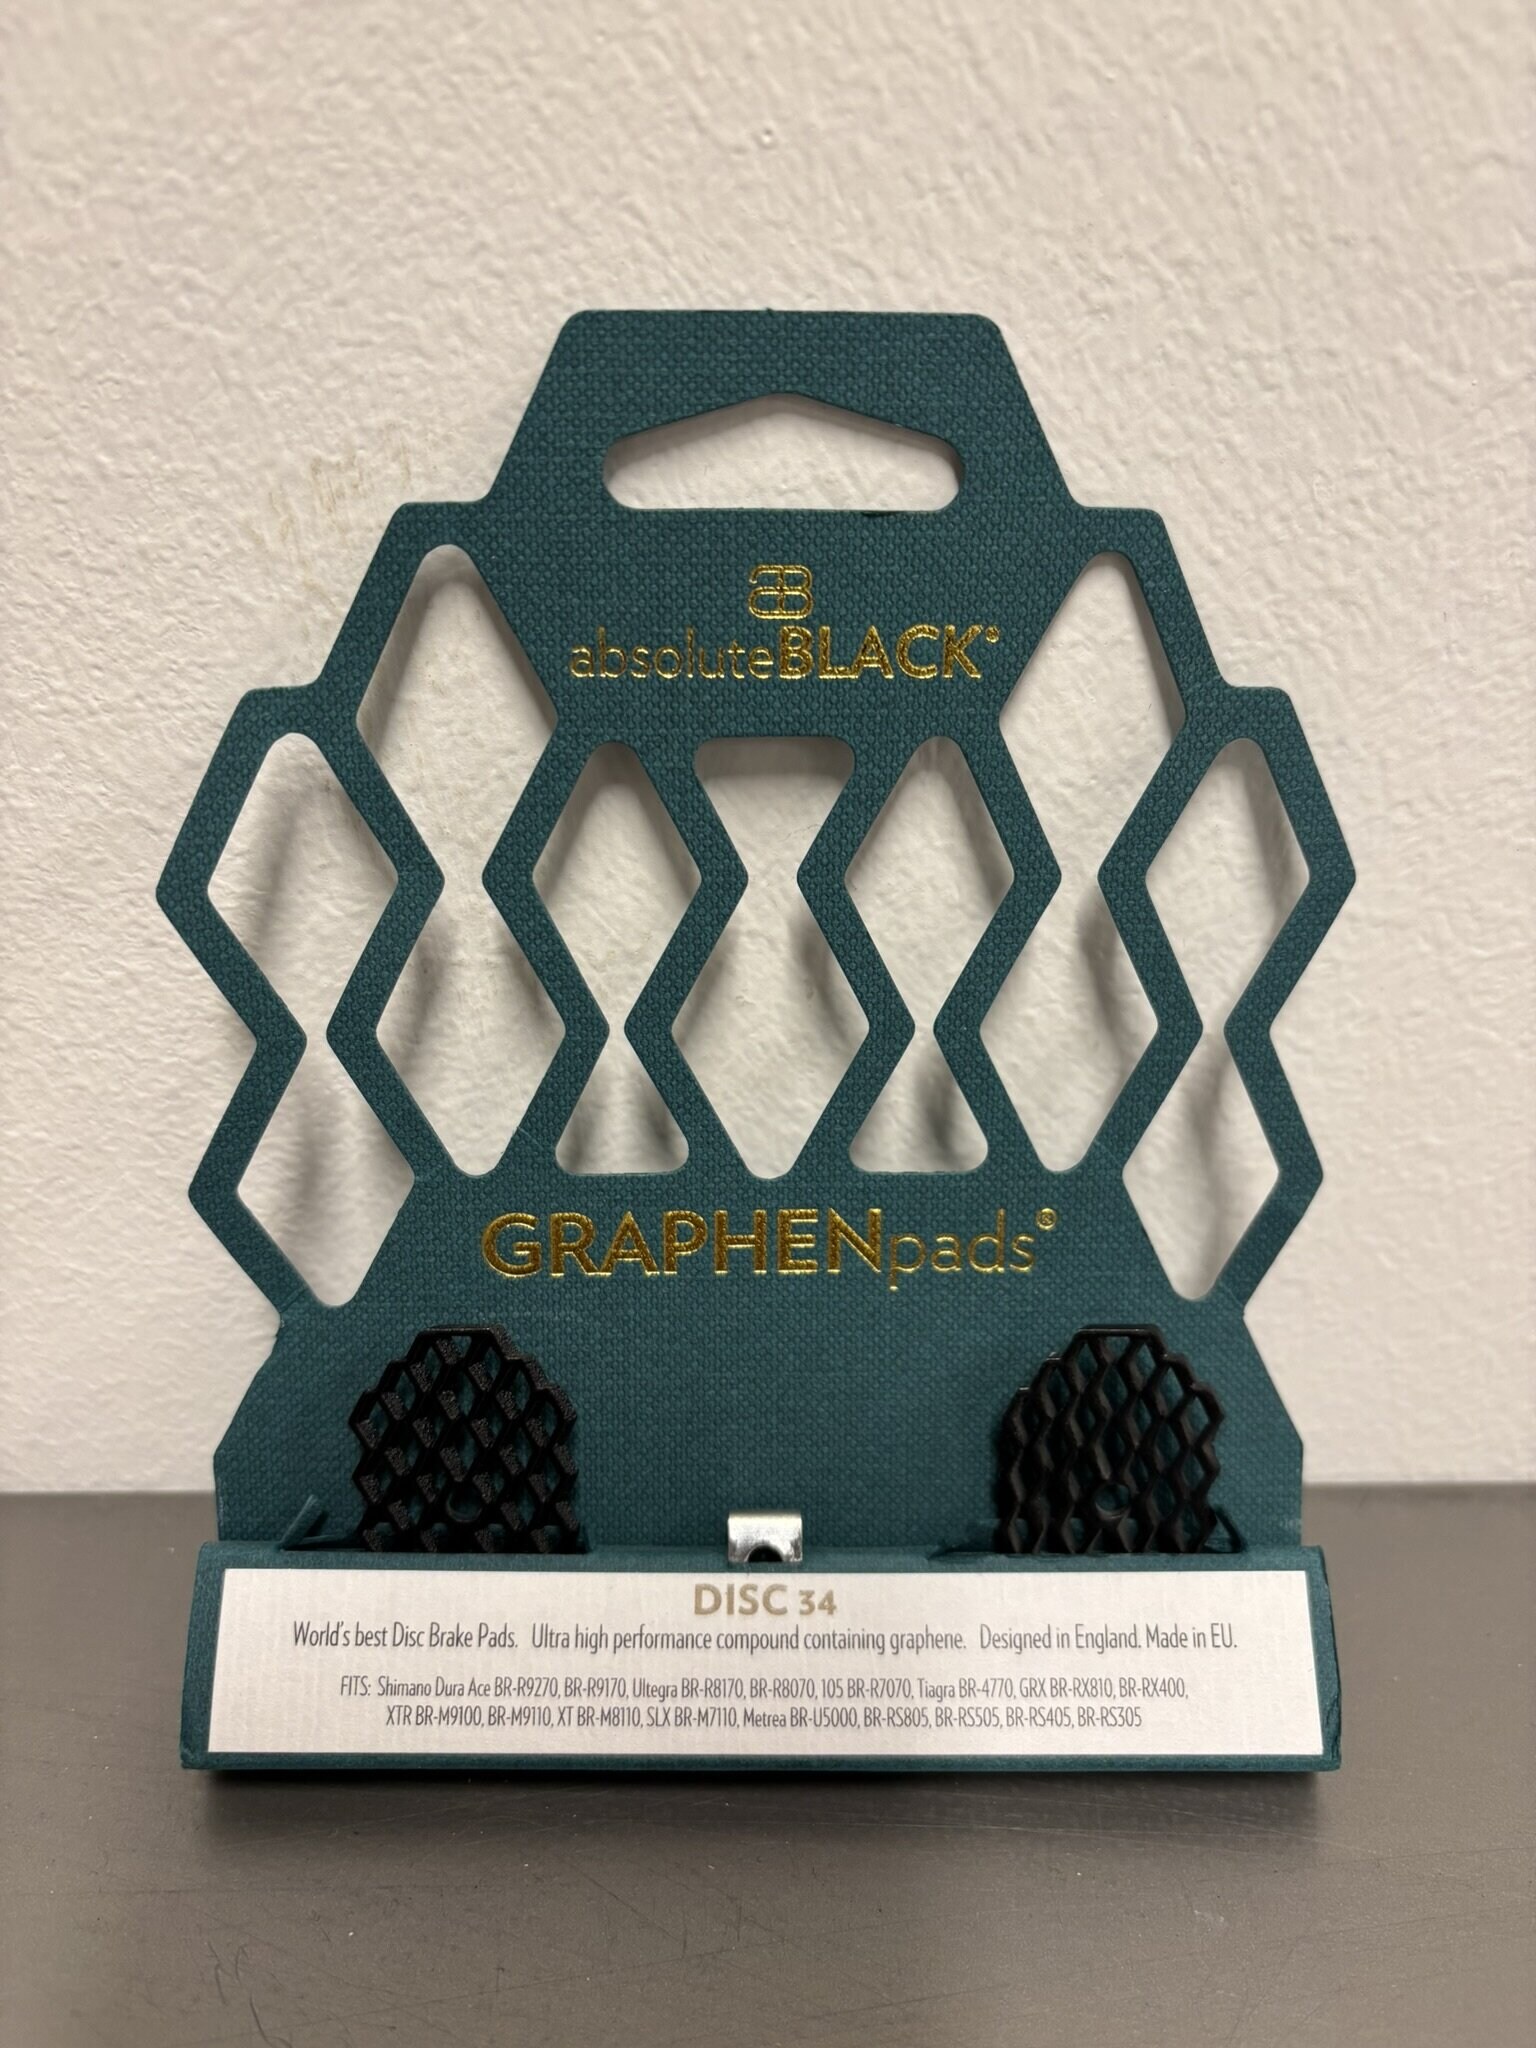 absoluteBLACK®
GRAPHENpads®
DISC 34
World's best Disc Brake Pads. Ultra high performance compound containing graphene. Designed in England. Made in EU.
FITS: Shimano Dura Ace BR-R9270, BR-R9170, Ultegra BR-R8170, BR-R8070, 105 BR-R7070, Tiagra BR-4770, GRX BR-RX810, BR-RX400,
XTR BR-M9100, BR-M9110, XT BR-M8110, SLX BR-M7110, Metrea BR-U5000, BR-RS805, BR-RS505, BR-RS405, BR-RS305